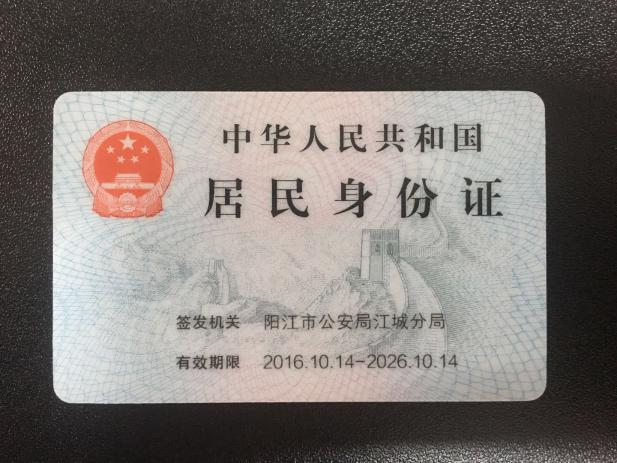 中华人民共和国
居民身份证
签发机关 阳江市公安局江城分局
有效期限 2016.10.14-2026.10.14